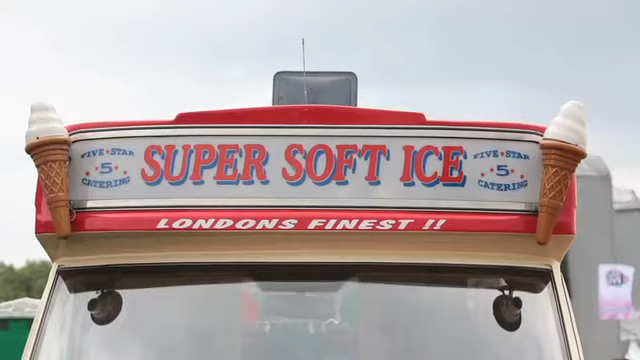 FIVE★STAR
5
CATERING
SUPER SOFT ICE
FIVE★STAR
5
CATERING
LONDONS FINEST !!